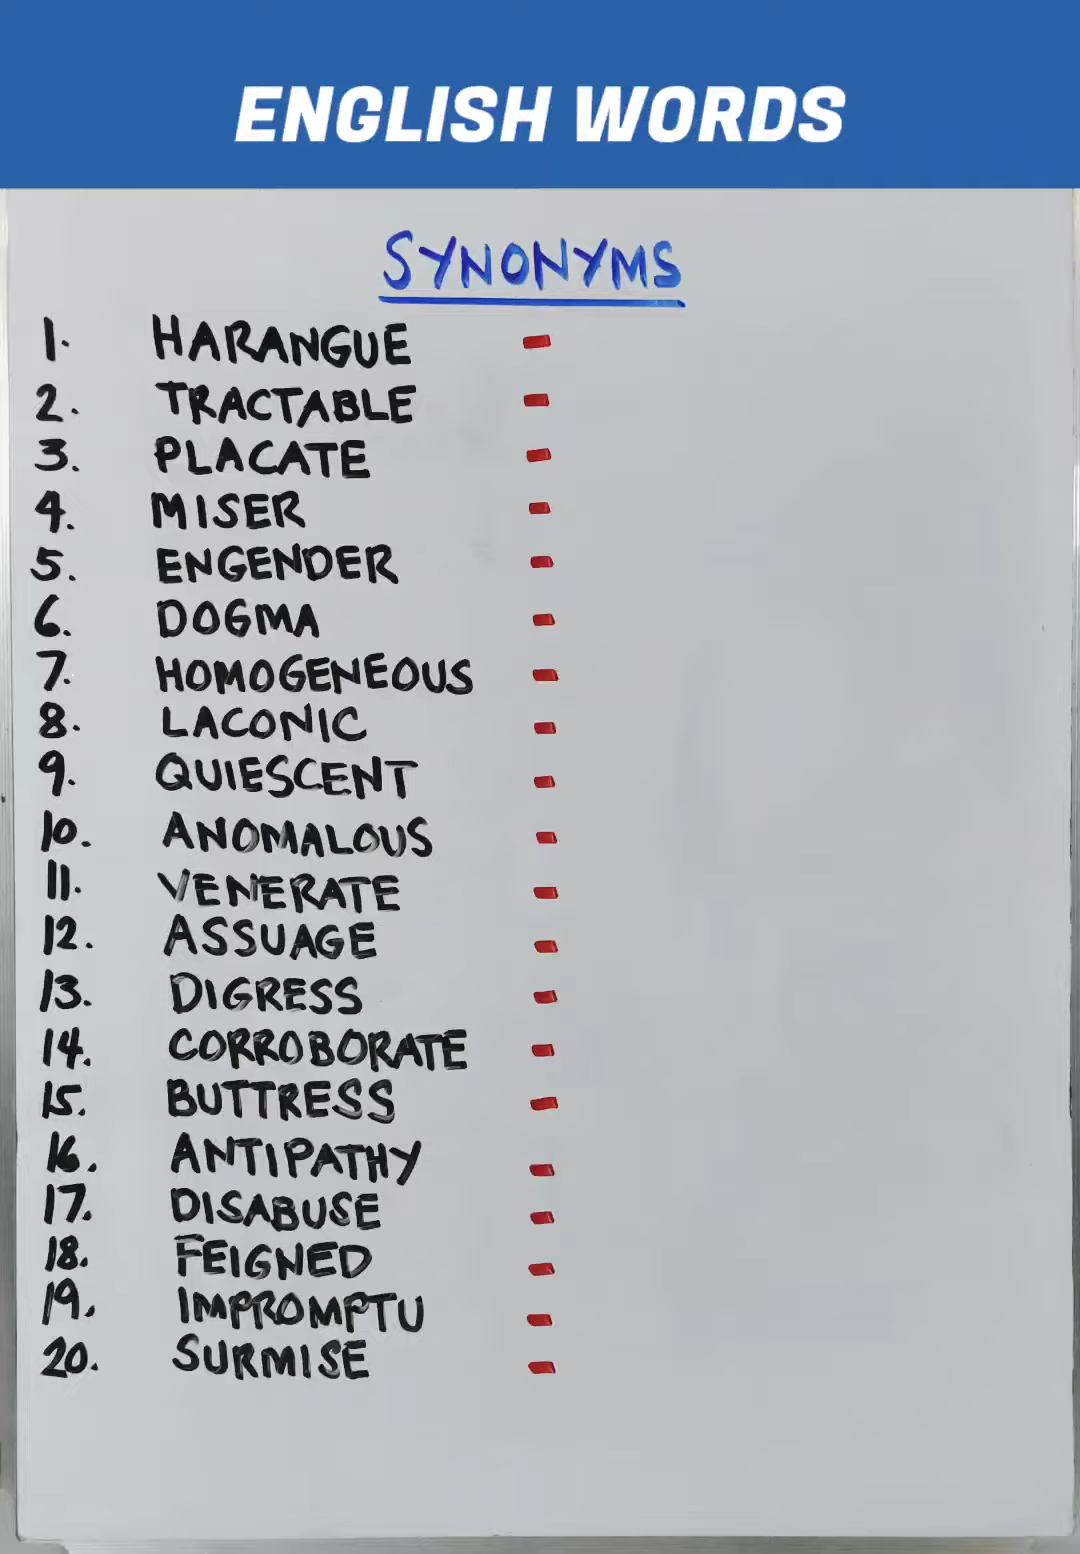 ENGLISH WORDS
SYNONYMS
1. HARANGUE -
2. TRACTABLE -
3. PLACATE -
4. MISER -
5. ENGENDER -
6. DOGMA -
7. HOMOGENEOUS -
8. LACONIC -
9. QUIESCENT -
10. ANOMALOUS -
11. VENERATE -
12. ASSUAGE -
13. DIGRESS -
14. CORROBORATE -
15. BUTTRESS -
16. ANTIPATHY -
17. DISABUSE -
18. FEIGNED -
19. IMPROMPTU -
20. SURMISE -